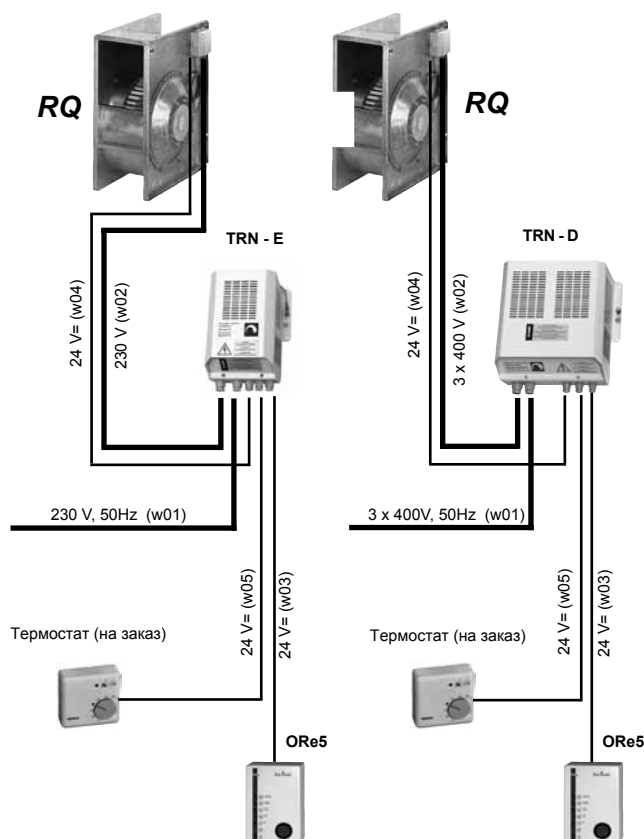 RQ
RQ
TRN - E
TRN - D
24 V= (w04)
230 V (w02)
24 V= (w04)
3 x 400 V (w02)
230 V, 50Hz (w01)
3 x 400V, 50Hz (w01)
24 V= (w05)
24 V= (w03)
24 V= (w05)
24 V= (w03)
Термостат (на заказ)
Термостат (на заказ)
ORe5
ORe5